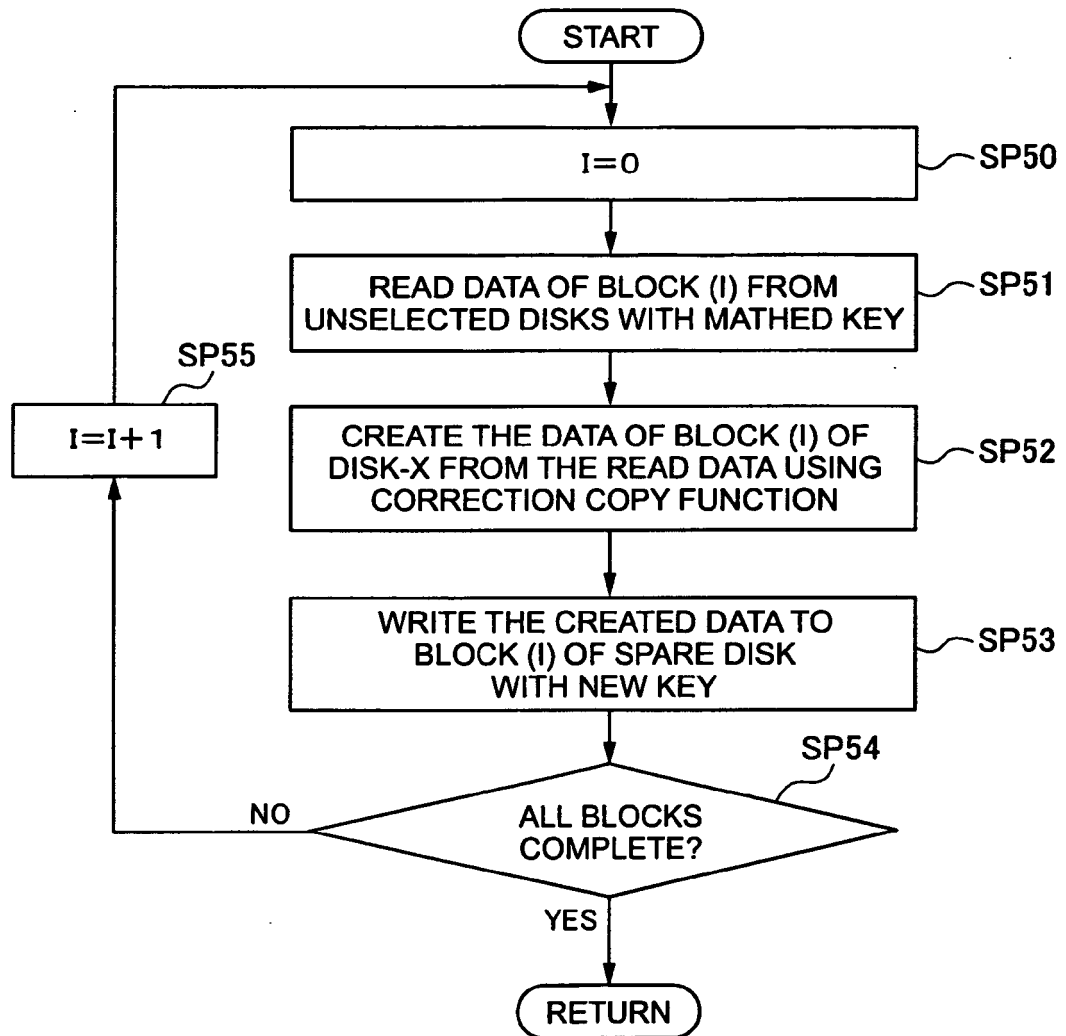 START
I=0
SP50
READ DATA OF BLOCK (I) FROM
UNSELECTED DISKS WITH MATHED KEY
SP51
SP55
I=I+1
CREATE THE DATA OF BLOCK (I) OF
DISK-X FROM THE READ DATA USING
CORRECTION COPY FUNCTION
SP52
WRITE THE CREATED DATA TO
BLOCK (I) OF SPARE DISK
WITH NEW KEY
SP53
SP54
NO
ALL BLOCKS
COMPLETE?
YES
RETURN